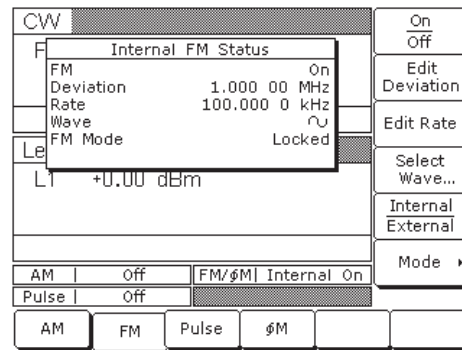 CW
F
Internal FM Status
FM On
Deviation 1.000 00 MHz
Rate 100.000 0 kHz
Wave
FM Mode Locked
Le
L1 +0.00 dBm
AM | Off
FM/ϕM| Internal On
Pulse | Off
On
Off
Edit
Deviation
Edit Rate
Select
Wave...
Internal
External
Mode
AM
FM
Pulse
ϕM